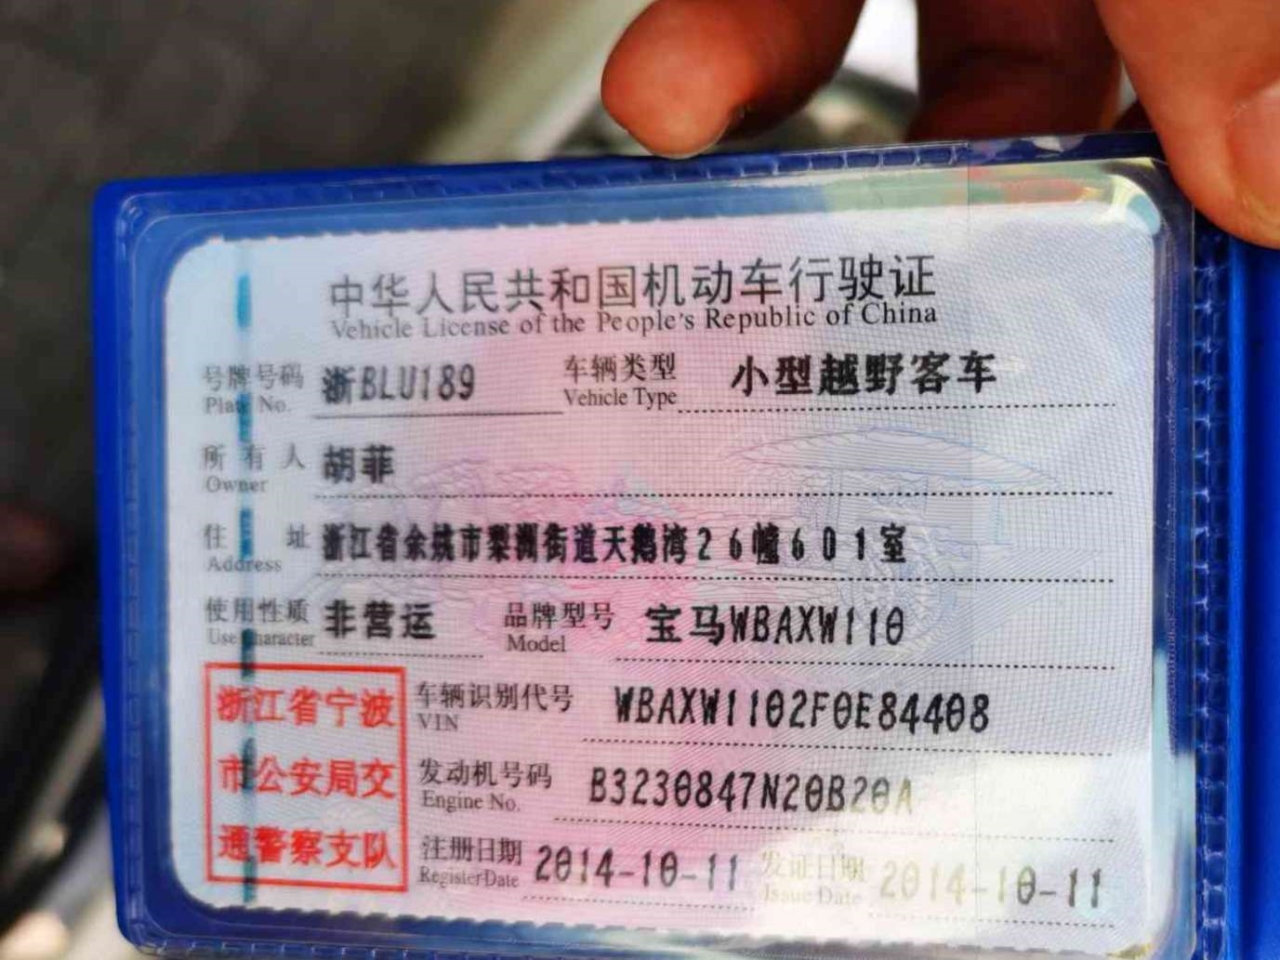 中华人民共和国机动车行驶证
Vehicle License of the People's Republic of China
号牌号码 浙BLU189 车辆类型 小型越野客车
Plate No. Vehicle Type
所有人 胡菲
Owner
住址 浙江省余姚市梨洲街道天鹅湾26幢601室
Address
使用性质 非营运 品牌型号 宝马WBAXW110
Use Character Model
浙江省宁波
市公安局交
通警察支队
车辆识别代号 WBAXW1102F0E84408
VIN
发动机号码 B3230847N20B20A
Engine No.
注册日期 2014-10-11 发证日期 2014-10-11
Register Date Issue Date